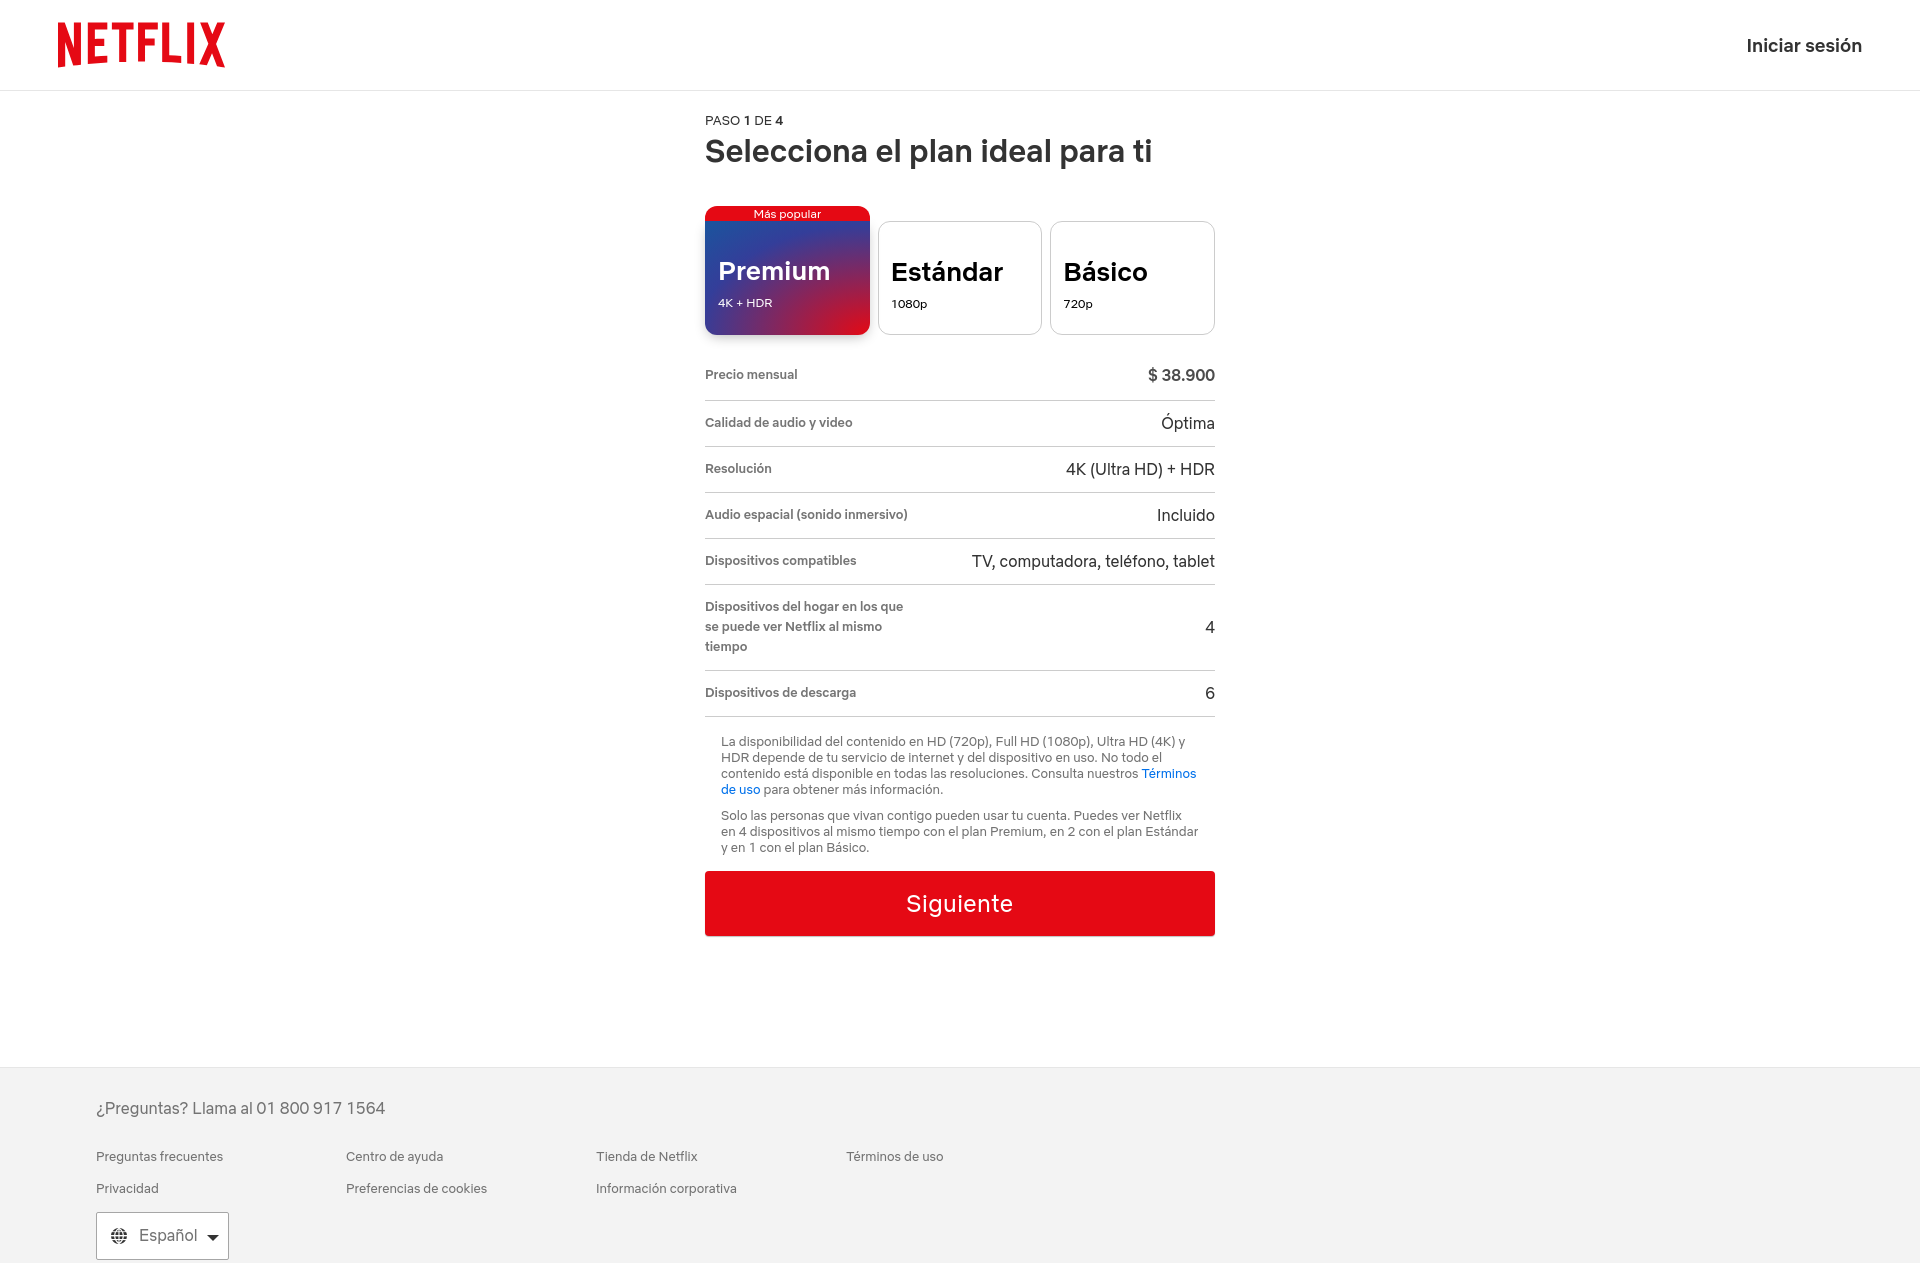 NETFLIX
Iniciar sesión
PASO 1 DE 4
Selecciona el plan ideal para ti
Más popular
Premium
4K + HDR
Estándar
1080p
Básico
720p
Precio mensual
$ 38.900
Calidad de audio y video
Óptima
Resolución
4K (Ultra HD) + HDR
Audio espacial (sonido inmersivo)
Incluido
Dispositivos compatibles
TV, computadora, teléfono, tablet
Dispositivos del hogar en los que
se puede ver Netflix al mismo
tiempo
4
Dispositivos de descarga
6
La disponibilidad del contenido en HD (720p), Full HD (1080p), Ultra HD (4K) y
HDR depende de tu servicio de internet y del dispositivo en uso. No todo el
contenido está disponible en todas las resoluciones. Consulta nuestros Términos
de uso para obtener más información.
Solo las personas que vivan contigo pueden usar tu cuenta. Puedes ver Netflix
en 4 dispositivos al mismo tiempo con el plan Premium, en 2 con el plan Estándar
y en 1 con el plan Básico.
Siguiente
¿Preguntas? Llama al 01 800 917 1564
Preguntas frecuentes
Centro de ayuda
Tienda de Netflix
Términos de uso
Privacidad
Preferencias de cookies
Información corporativa
Español